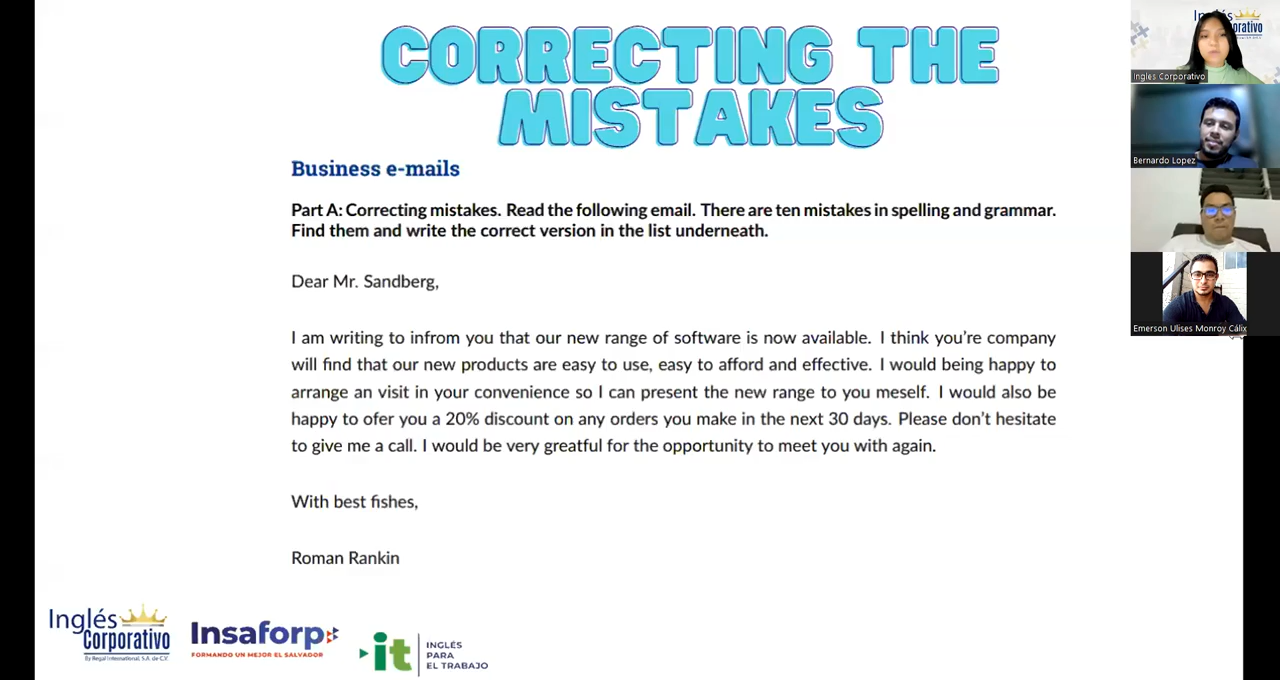 CORRECTING THE
MISTAKES
Business e-mails
Part A: Correcting mistakes. Read the following email. There are ten mistakes in spelling and grammar.
Find them and write the correct version in the list underneath.
Dear Mr. Sandberg,
I am writing to infrom you that our new range of software is now available. I think you're company
will find that our new products are easy to use, easy to afford and effective. I would being happy to
arrange an visit in your convenience so I can present the new range to you meself. I would also be
happy to ofer you a 20% discount on any orders you make in the next 30 days. Please don't hesitate
to give me a call. I would be very greatful for the opportunity to meet you with again.
With best fishes,
Roman Rankin
Inglés
Corporativo
By Regal International, S.A. de C.V.
Insaforp
FORMANDO UN MEJOR EL SALVADOR
it
INGLÉS
PARA
EL TRABAJO
Ingles Corporativo
Bernardo Lopez
Emerson Ulises Monroy Cálix